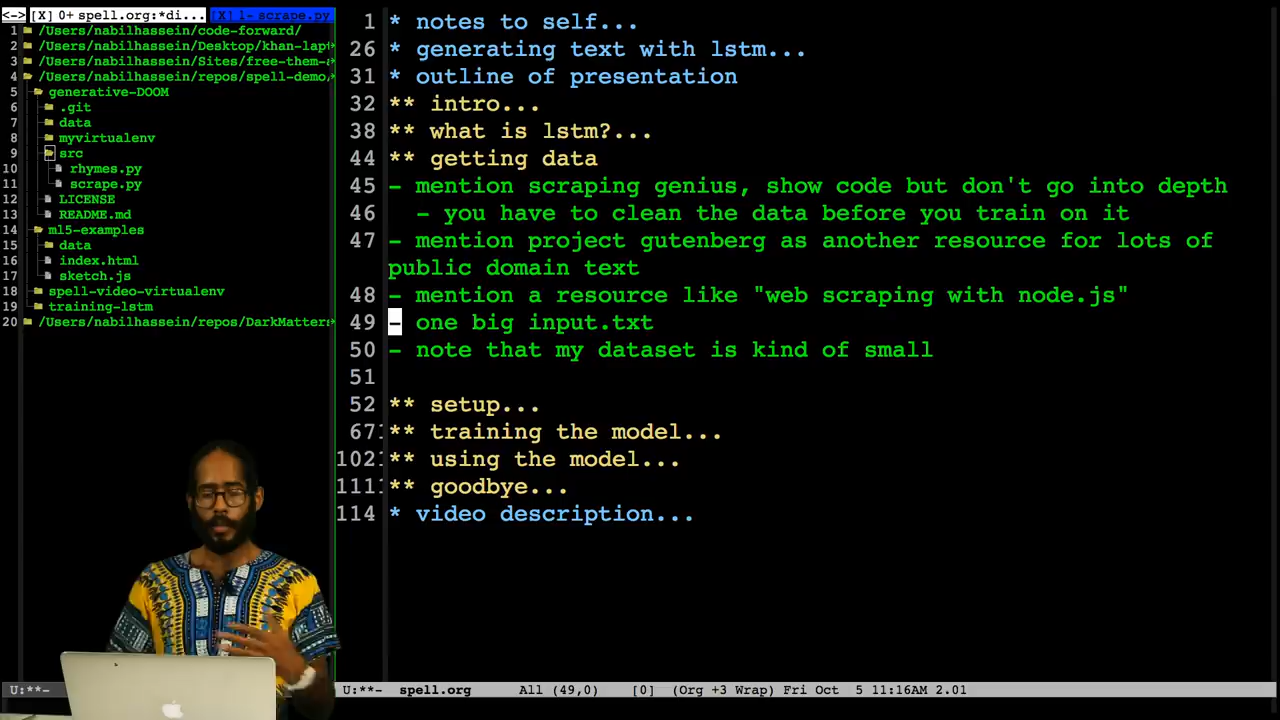 <-> [X] 0+ spell.org:*di... [X] 1- scrape.py
1 /Users/nabilhassein/code-forward/
2 /Users/nabilhassein/Desktop/khan-lapt
3 /Users/nabilhassein/Sites/free-them-a
4 /Users/nabilhassein/repos/spell-demo/
5 generative-DOOM
6 .git
7 data
8 myvirtualenv
9 src
10 rhymes.py
11 scrape.py
12 LICENSE
13 README.md
14 ml5-examples
15 data
16 index.html
17 sketch.js
18 spell-video-virtualenv
19 training-lstm
20 /Users/nabilhassein/repos/DarkMatters
U:**-
1 * notes to self...
26 * generating text with lstm...
31 * outline of presentation
32 ** intro...
38 ** what is lstm?...
44 ** getting data
45 - mention scraping genius, show code but don't go into depth
46 - you have to clean the data before you train on it
47 - mention project gutenberg as another resource for lots of
public domain text
48 - mention a resource like "web scraping with node.js"
49 - one big input.txt
50 - note that my dataset is kind of small
51
52 ** setup...
67 ** training the model...
102 ** using the model...
111 ** goodbye...
114 * video description...
U:**- spell.org All (49,0) [0] (Org +3 Wrap) Fri Oct 5 11:16AM 2.01